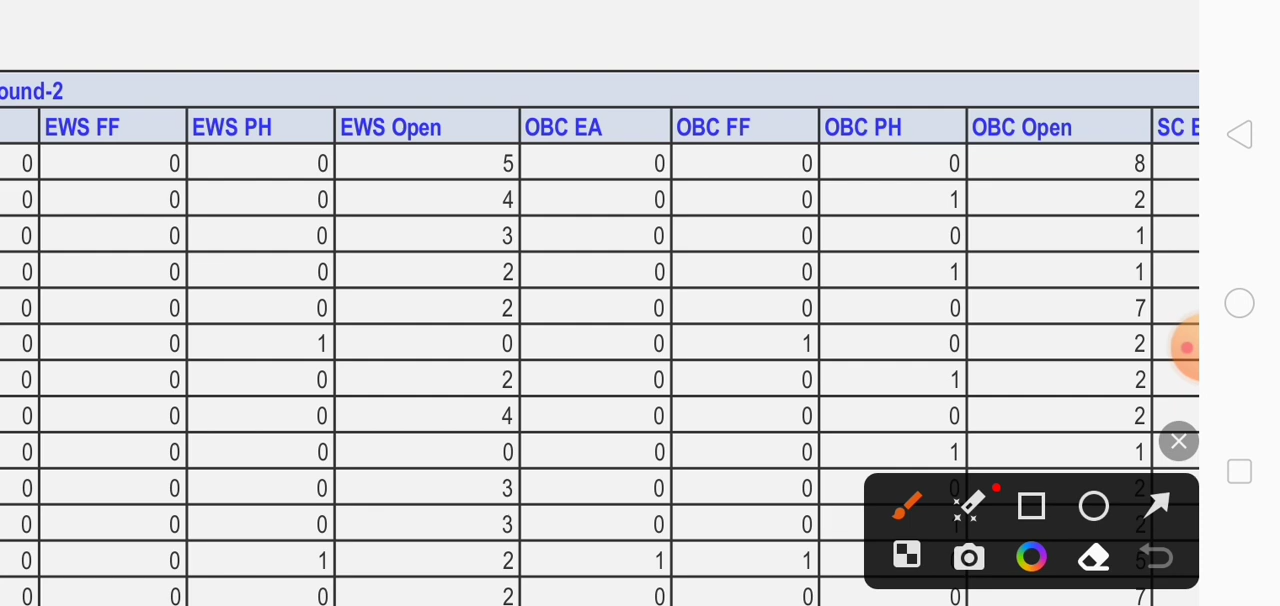 ound-2
EWS FF EWS PH EWS Open OBC EA OBC FF OBC PH OBC Open SC E
0 0 0 5 0 0 0 8
0 0 0 4 0 0 1 2
0 0 0 3 0 0 0 1
0 0 0 2 0 0 1 1
0 0 0 2 0 0 0 7
0 0 1 0 0 1 0 2
0 0 0 2 0 0 1 2
0 0 0 4 0 0 0 2
0 0 0 0 0 0 1 1
0 0 0 3 0 0 0 2
0 0 0 3 0 0 1 2
0 0 1 2 1 1 5
0 0 0 2 0 0 0 7